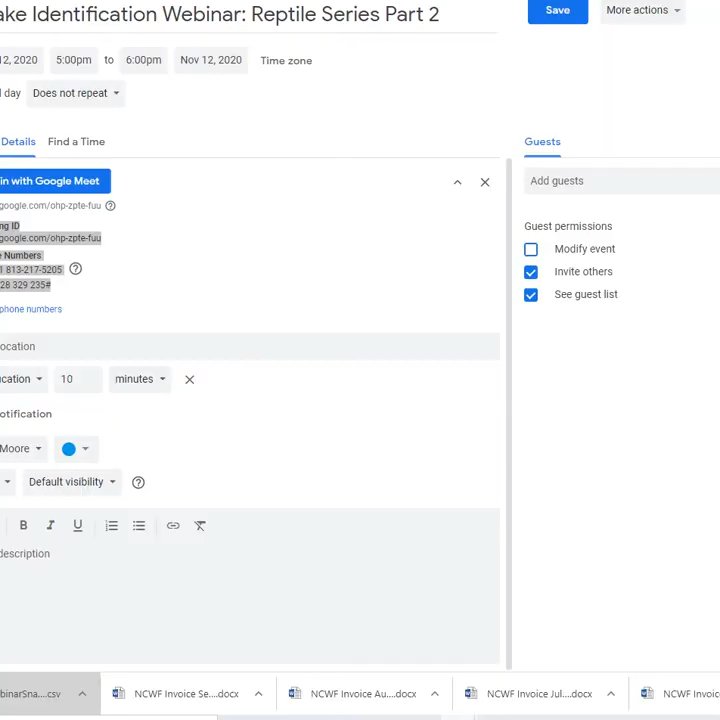 ake Identification Webinar: Reptile Series Part 2
Save
More actions
12, 2020
5:00pm
to
6:00pm
Nov 12, 2020
Time zone
day
Does not repeat
Details
Find a Time
Guests
in with Google Meet
google.com/ohp-zpte-fuu
ng ID
google.com/ohp-zpte-fuu
e Numbers
1 813-217-5205
28 329 235#
phone numbers
ocation
cation
10
minutes
otification
Moore
Default visibility
B I U
description
Add guests
Guest permissions
Modify event
Invite others
See guest list
binarSna....csv
NCWF Invoice Se....docx
NCWF Invoice Au....docx
NCWF Invoice Jul....docx
NCWF Invoic